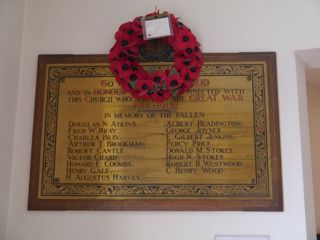 AND IN HONOUR
THIS CHURCH WHO THE GREAT WAR
IN MEMORY OF THE FALLEN
DOUGLAS N. ATKINS. ALBERT HEADINGTON.
FRED W. BRAY. GEORGE JOYNER.
CHARLES BRAY. GILBERT JENKINS.
ARTHUR T. BROOKMAN. PERCY PRICE.
ROBERT CANTLE. DONALD M. STOKES.
VICTOR CHARD. HUGH N. STOKES.
HOWARD E. COOMBS. ROBERT B. WENTWORTH
HENRY GALE. C. HENRY WOOD.
H. AUGUSTUS HARVEY.